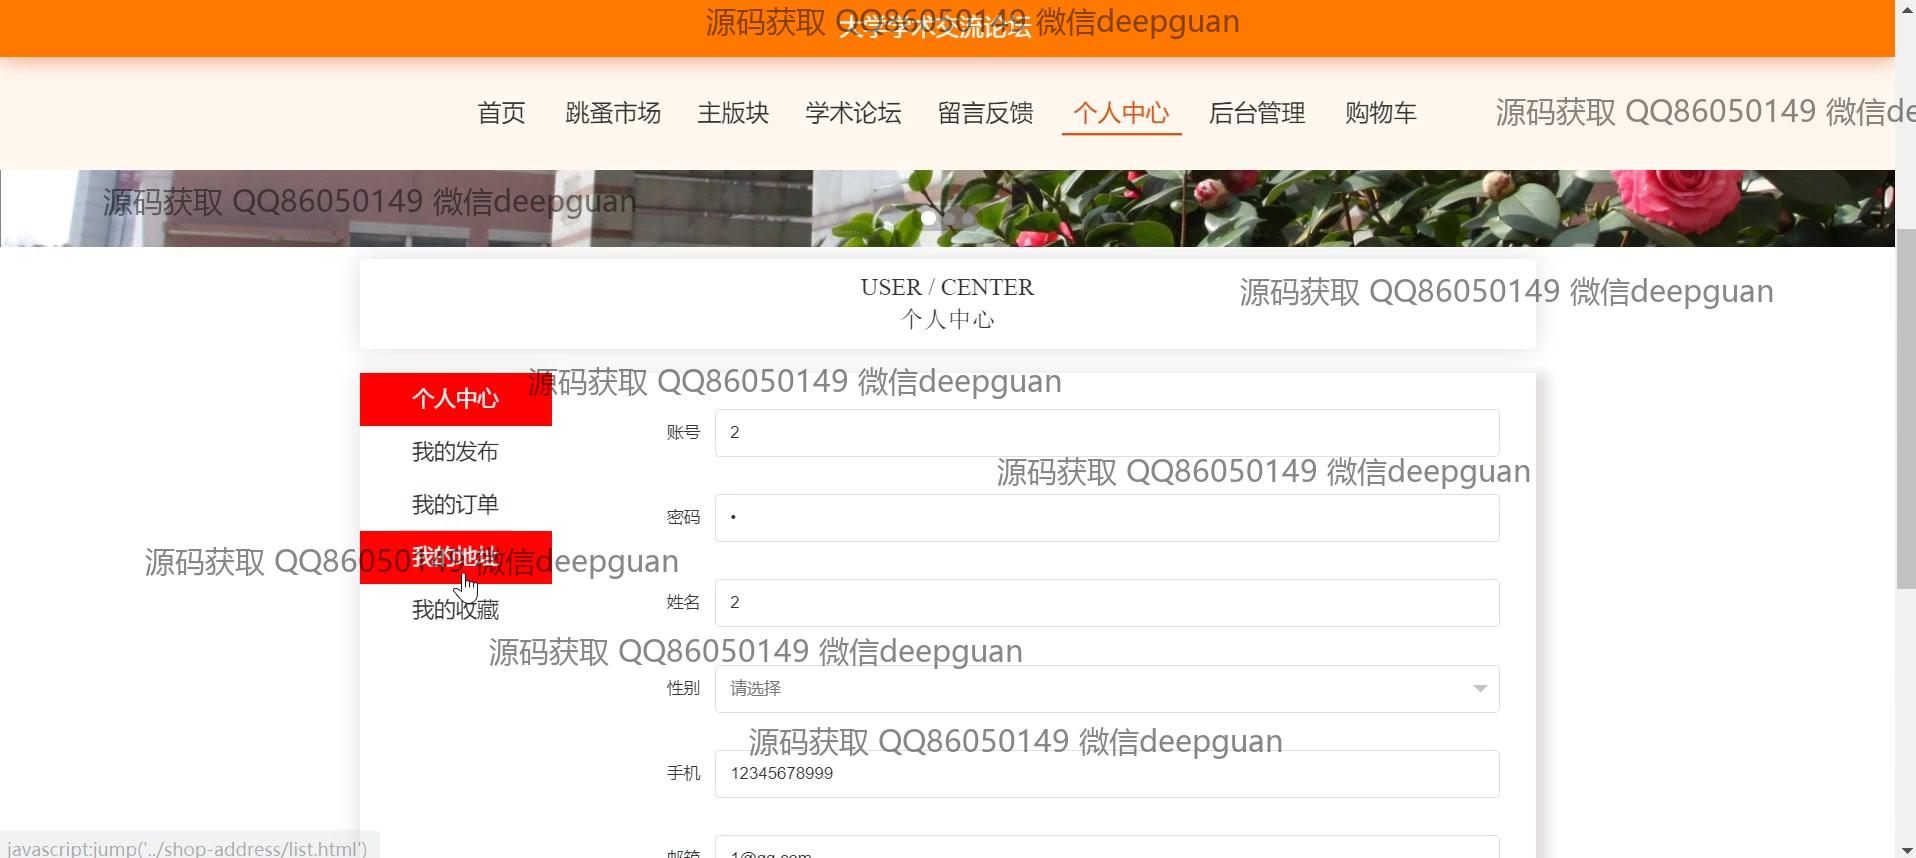 大学学术交流论坛
源码获取 QQ86050149 微信deepguan
首页 跳蚤市场 主版块 学术论坛 留言反馈 个人中心 后台管理 购物车
源码获取 QQ86050149 微信de
源码获取 QQ86050149 微信deepguan
USER / CENTER
源码获取 QQ86050149 微信deepguan
个人中心
源码获取 QQ86050149 微信deepguan
个人中心
账号 2
我的发布
源码获取 QQ86050149 微信deepguan
我的订单
密码 •
我的地址
源码获取 QQ86050149 微信deepguan
我的收藏
姓名 2
源码获取 QQ86050149 微信deepguan
性别 请选择
源码获取 QQ86050149 微信deepguan
手机 12345678999
邮箱 1@qq.com
javascript:jump('../shop-address/list.html')